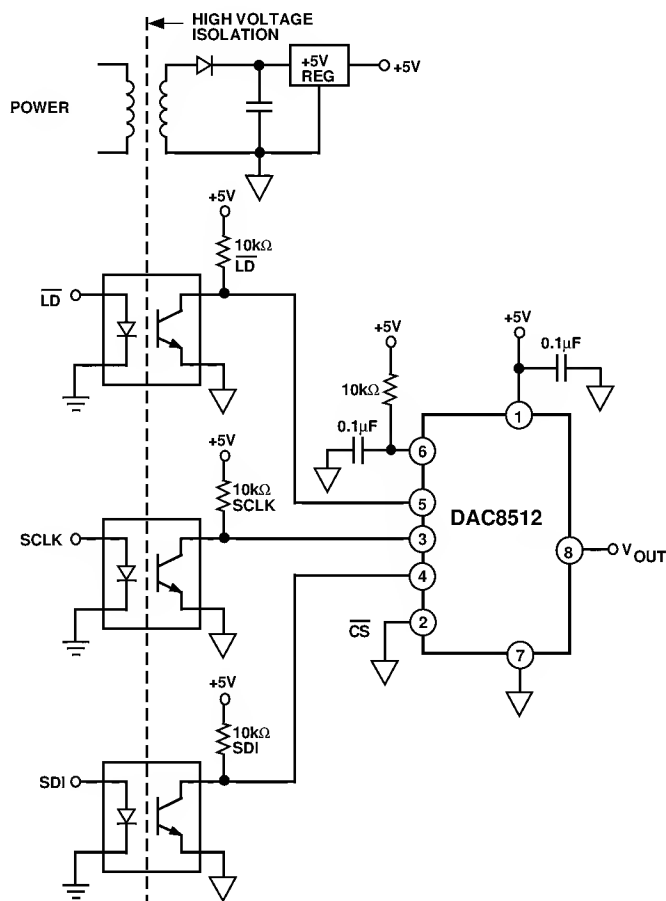 HIGH VOLTAGE
ISOLATION
+5V
REG
+5V
POWER
+5V
10kΩ
LD
LD
+5V
10kΩ
+5V
0.1µF
0.1µF
1
6
5
DAC8512
3
8
VOUT
4
CS
2
7
+5V
10kΩ
SCLK
SCLK
+5V
10kΩ
SDI
SDI